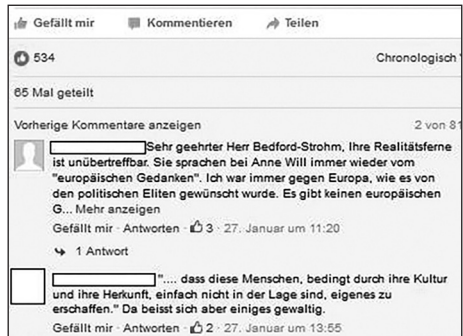 Gefällt mir Kommentieren Teilen
534 Chronologisch
65 Mal geteilt
Vorherige Kommentare anzeigen 2 von 81
Sehr geehrter Herr Bedford-Strohm, Ihre Realitätsferne
ist unübertreffbar. Sie sprachen bei Anne Will immer wieder vom
"europäischen Gedanken". Ich war immer gegen Europa, wie es von
den politischen Eliten gewünscht wurde. Es gibt keinen europäischen
G... Mehr anzeigen
Gefällt mir · Antworten · 3 · 27. Januar um 11:20
1 Antwort
".... dass diese Menschen, bedingt durch ihre Kultur
und ihre Herkunft, einfach nicht in der Lage sind, eigenes zu
erschaffen." Da beisst sich aber einiges gewaltig.
Gefällt mir · Antworten · 2 · 27. Januar um 13:55